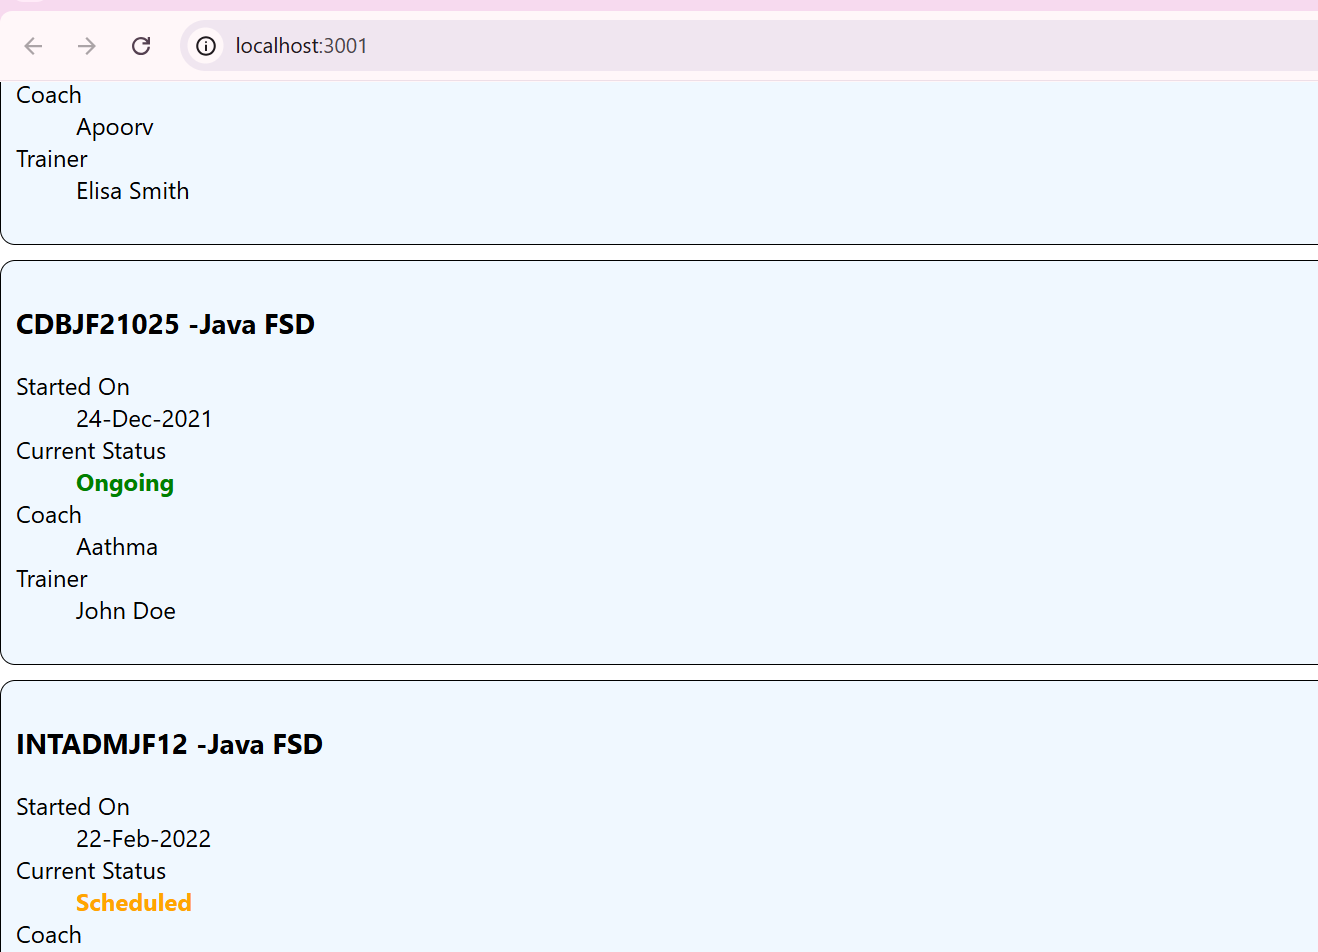 localhost:3001
Coach
Apoorv
Trainer
Elisa Smith
CDBJF21025 -Java FSD
Started On
24-Dec-2021
Current Status
Ongoing
Coach
Aathma
Trainer
John Doe
INTADMJF12 -Java FSD
Started On
22-Feb-2022
Current Status
Scheduled
Coach